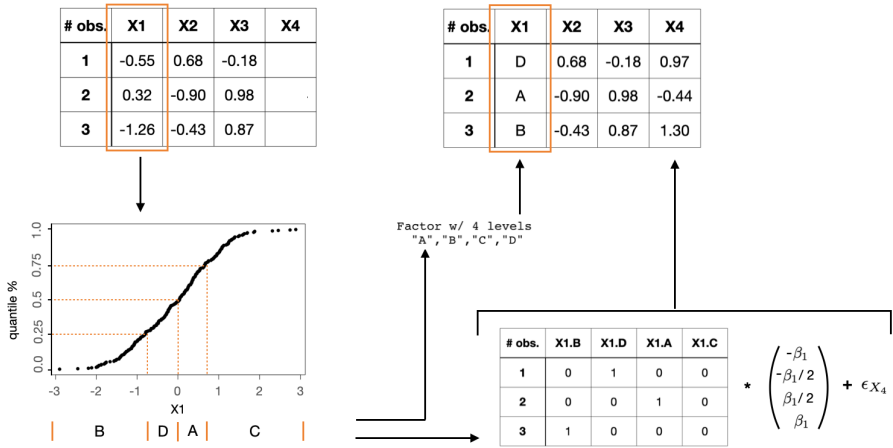 # obs. X1 X2 X3 X4
1 -0.55 0.68 -0.18
2 0.32 -0.90 0.98
3 -1.26 -0.43 0.87
# obs. X1 X2 X3 X4
1 D 0.68 -0.18 0.97
2 A -0.90 0.98 -0.44
3 B -0.43 0.87 1.30
Factor w/ 4 levels
"A","B","C","D"
quantile %
1.0
0.75
0.5
0.25
0.0
-3 -2 -1 0 1 2 3
X1
B D A C
# obs. X1.B X1.D X1.A X1.C
1 0 1 0 0
2 0 0 1 0
3 1 0 0 0
*
-β₁
-β₁/2
β₁/2
β₁
+ ϵ_X₄